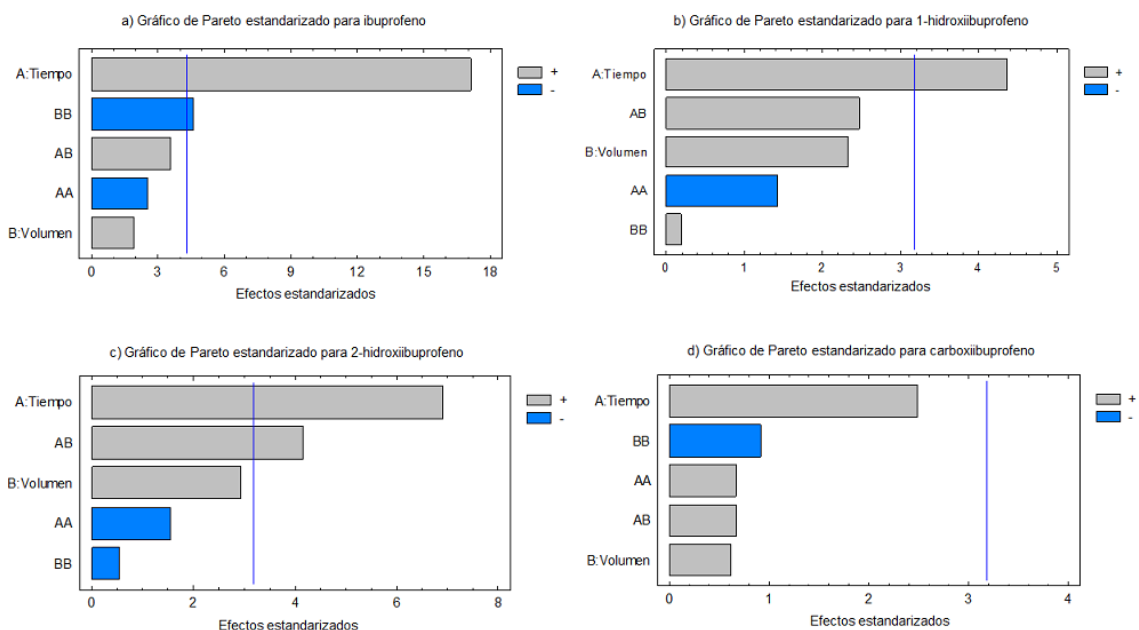 a) Gráfico de Pareto estandarizado para ibuprofeno
A:Tiempo
BB
AB
AA
B:Volumen
+
-
0 3 6 9 12 15 18
Efectos estandarizados
b) Gráfico de Pareto estandarizado para 1-hidroxiibuprofeno
A:Tiempo
AB
B:Volumen
AA
BB
+
-
0 1 2 3 4 5
Efectos estandarizados
c) Gráfico de Pareto estandarizado para 2-hidroxiibuprofeno
A:Tiempo
AB
B:Volumen
AA
BB
+
-
0 2 4 6 8
Efectos estandarizados
d) Gráfico de Pareto estandarizado para carboxiibuprofeno
A:Tiempo
BB
AA
AB
B:Volumen
+
-
0 1 2 3 4
Efectos estandarizados